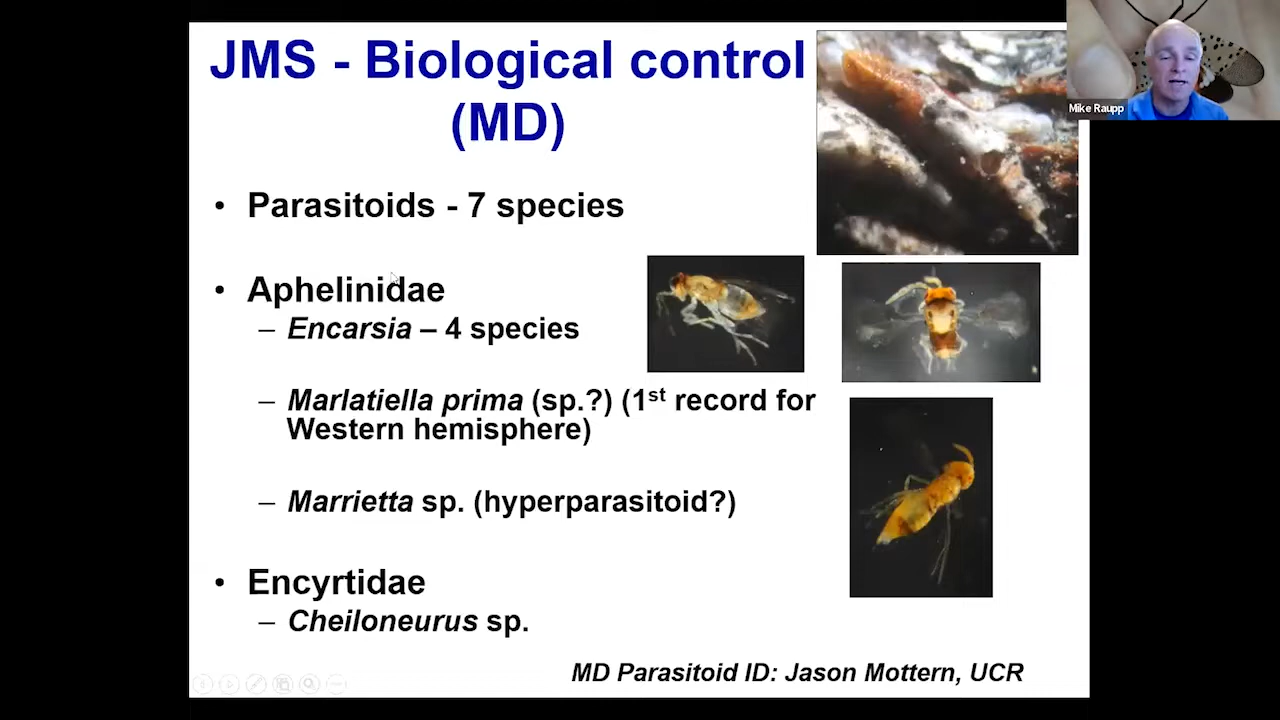 JMS - Biological control
(MD)
Mike Raupp
• Parasitoids - 7 species
• Aphelinidae
– Encarsia – 4 species
– Marlatiella prima (sp.?) (1st record for
Western hemisphere)
– Marrietta sp. (hyperparasitoid?)
• Encyrtidae
– Cheiloneurus sp.
MD Parasitoid ID: Jason Mottern, UCR